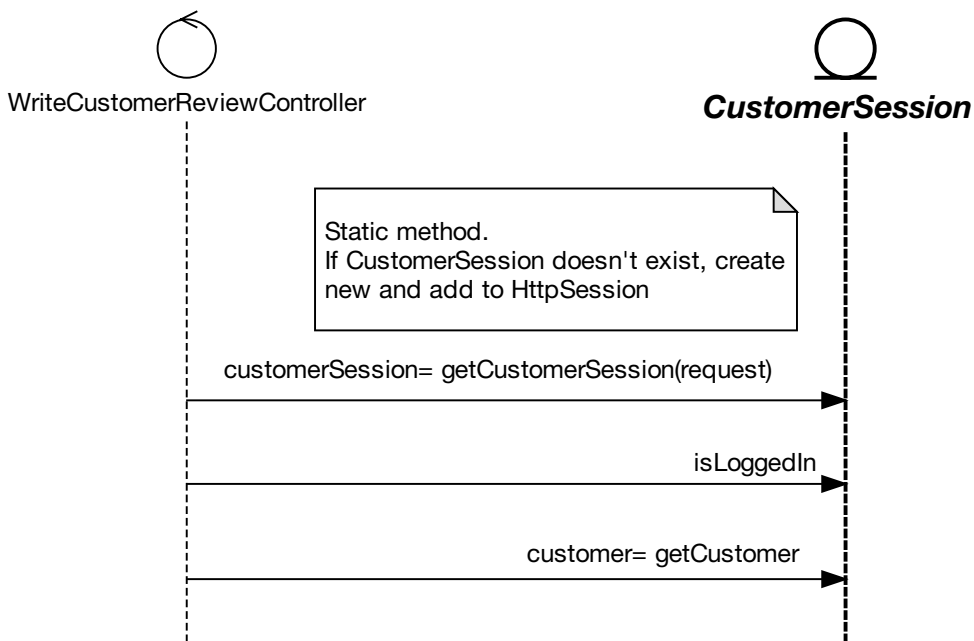 WriteCustomerReviewController
CustomerSession
Static method.
If CustomerSession doesn't exist, create
new and add to HttpSession
customerSession= getCustomerSession(request)
isLoggedIn
customer= getCustomer